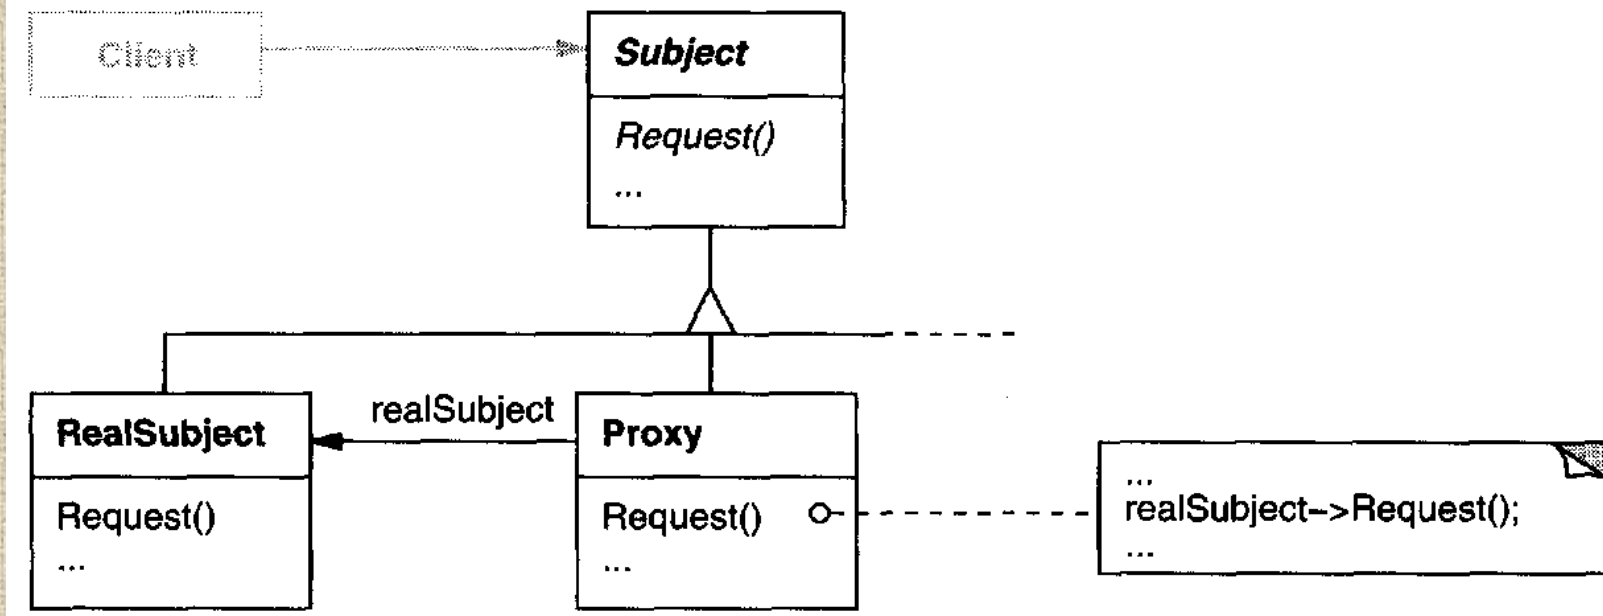 Client
Subject
Request()
...
realSubject
RealSubject
Request()
...
Proxy
Request()
...
...
realSubject–>Request();
...